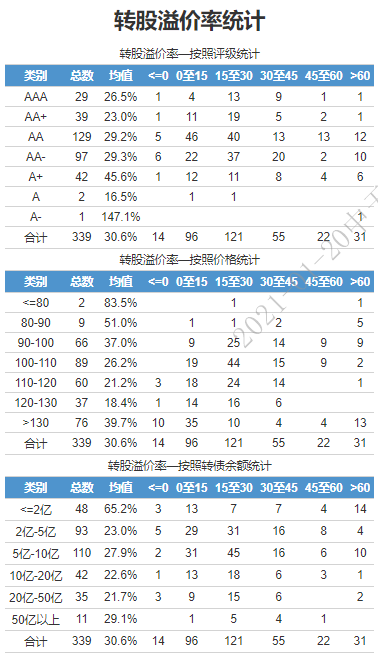 转股溢价率统计
转股溢价率—按照评级统计
类别 总数 均值 <=0 0至15 15至30 30至45 45至60 >60
AAA 29 26.5% 1 4 13 9 1 1
AA+ 39 23.0% 1 11 19 5 2 1
AA 129 29.2% 5 46 40 13 13 12
AA- 97 29.3% 6 22 37 20 2 10
A+ 42 45.6% 1 12 11 8 4 6
A 2 16.5% 1 1
A- 1 147.1% 1
合计 339 30.6% 14 96 121 55 22 31
转股溢价率—按照价格统计
类别 总数 均值 <=0 0至15 15至30 30至45 45至60 >60
<=80 2 83.5% 1 1
80-90 9 51.0% 1 1 2 5
90-100 66 37.0% 9 25 14 9 9
100-110 89 26.2% 19 44 15 9 2
110-120 60 21.2% 3 18 24 14 1
120-130 37 18.4% 1 14 16 6
>130 76 39.7% 10 35 10 4 4 13
合计 339 30.6% 14 96 121 55 22 31
转股溢价率—按照转债余额统计
类别 总数 均值 <=0 0至15 15至30 30至45 45至60 >60
<=2亿 48 65.2% 3 13 7 7 4 14
2亿-5亿 93 23.0% 5 29 31 16 8 4
5亿-10亿 110 27.9% 2 31 45 16 6 10
10亿-20亿 42 22.6% 1 13 18 6 3 1
20亿-50亿 35 21.7% 3 9 15 6 2
50亿以上 11 29.1% 1 5 4 1
合计 339 30.6% 14 96 121 55 22 31